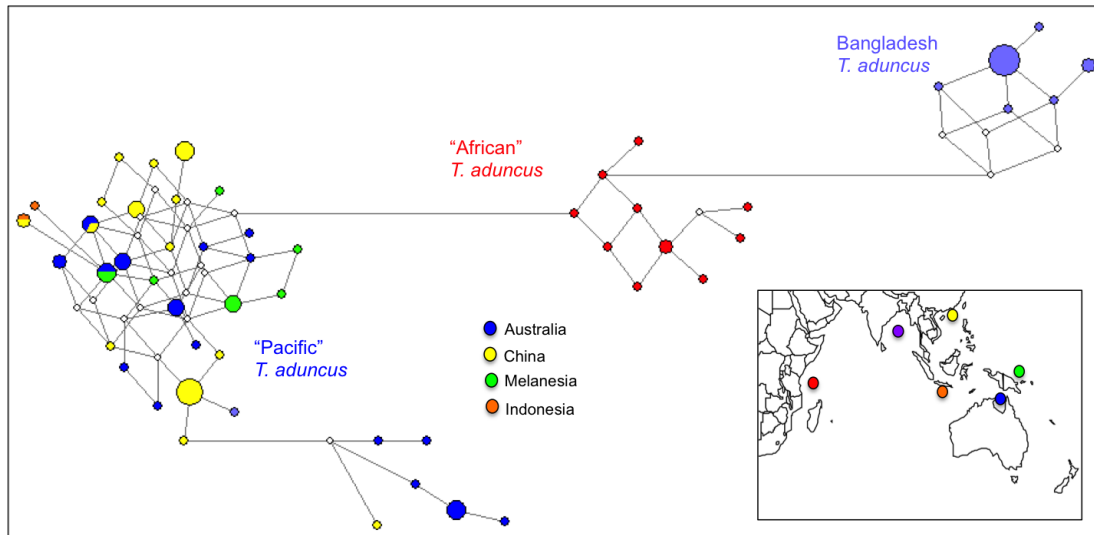 Bangladesh
T. aduncus
“African”
T. aduncus
“Pacific”
T. aduncus
Australia
China
Melanesia
Indonesia